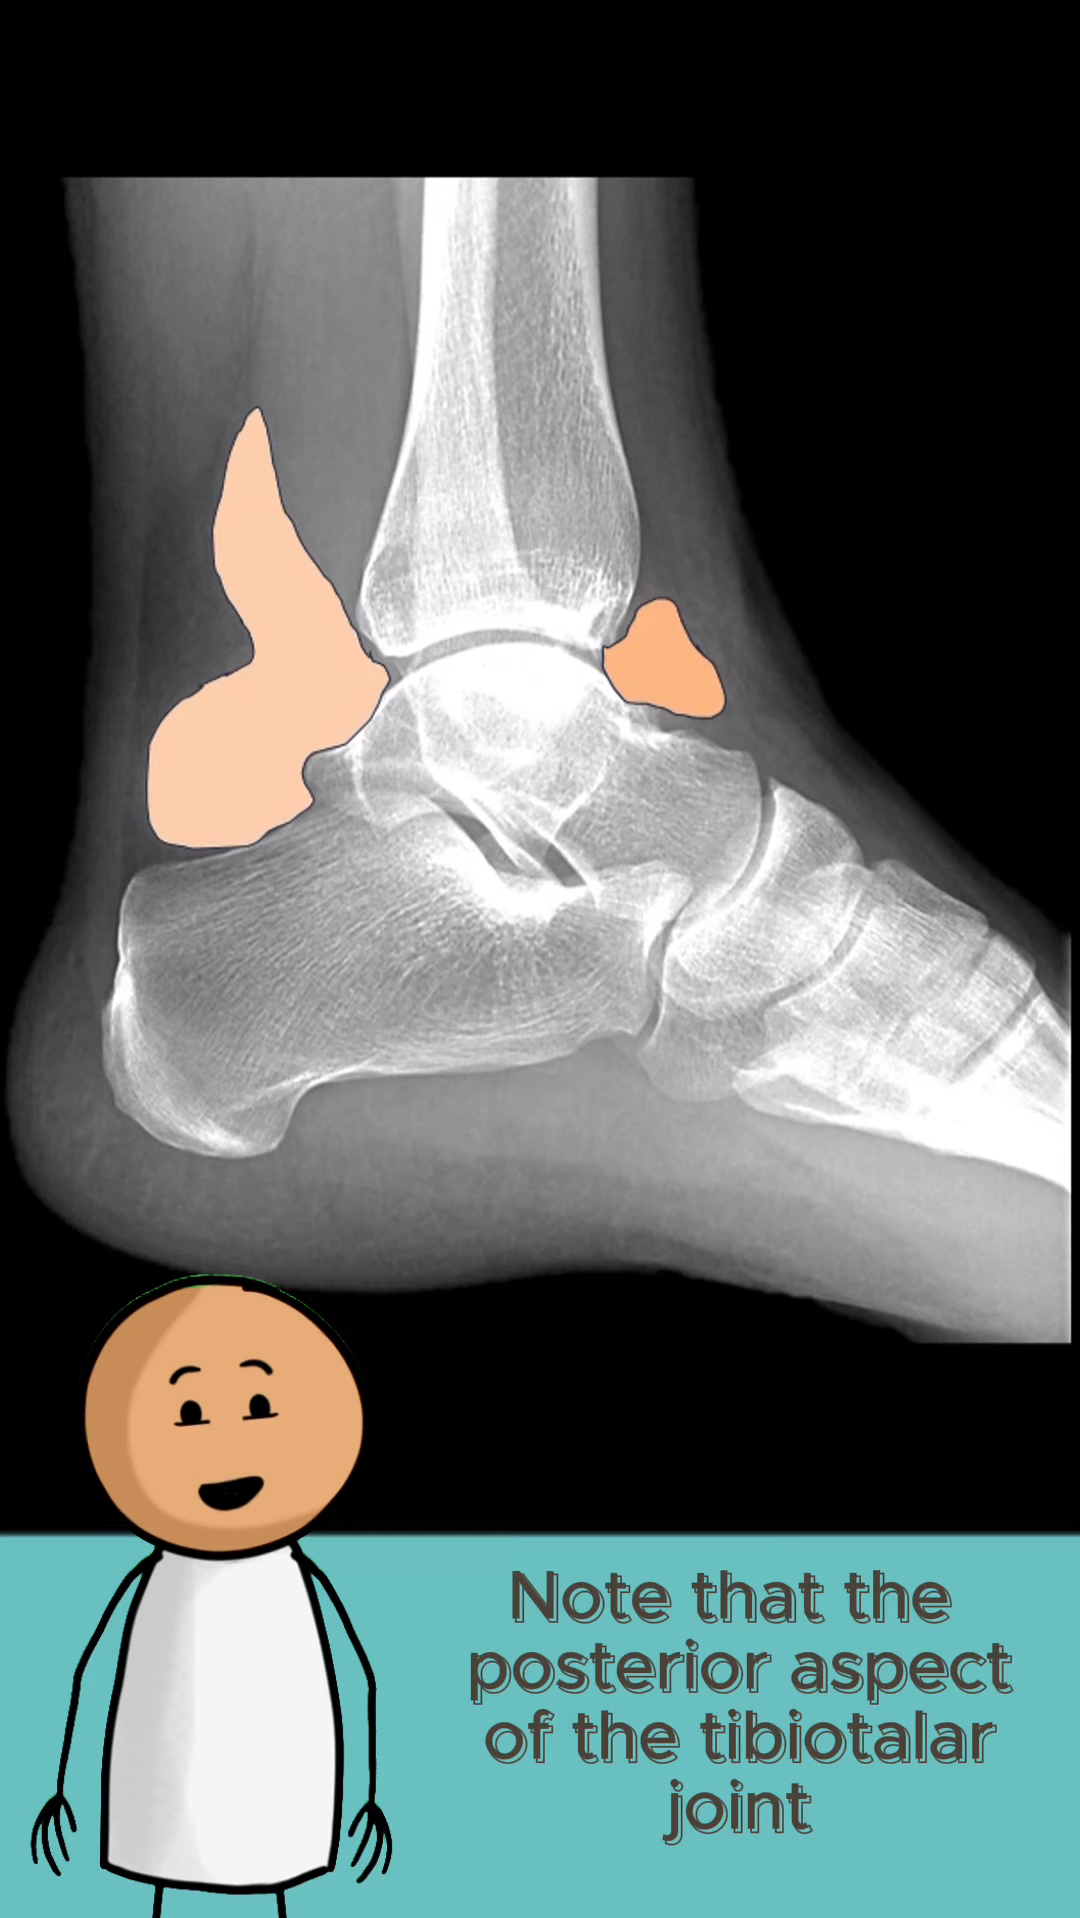 Note that the
posterior aspect
of the tibiotalar
joint